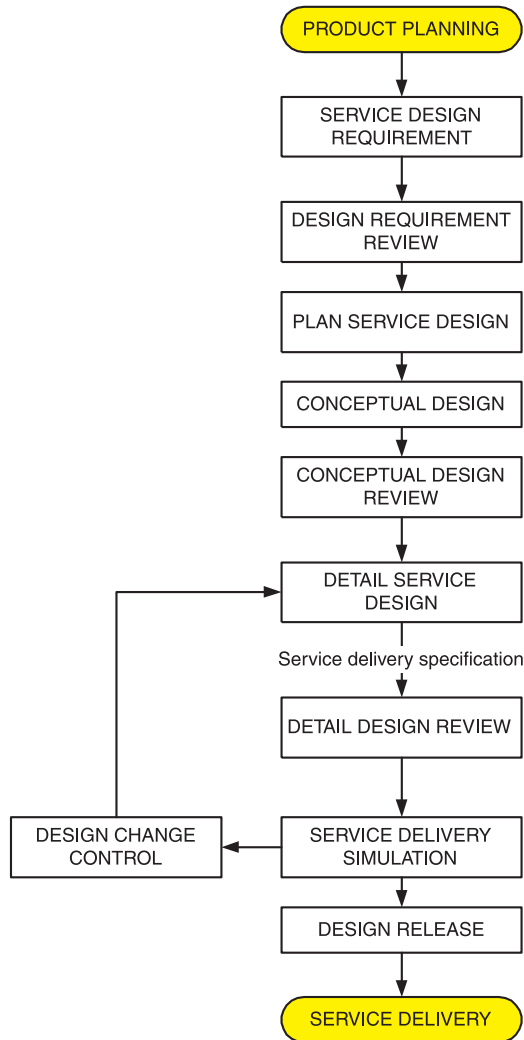 PRODUCT PLANNING
SERVICE DESIGN
REQUIREMENT
DESIGN REQUIREMENT
REVIEW
PLAN SERVICE DESIGN
CONCEPTUAL DESIGN
CONCEPTUAL DESIGN
REVIEW
DETAIL SERVICE
DESIGN
Service delivery specification
DETAIL DESIGN REVIEW
DESIGN CHANGE
CONTROL
SERVICE DELIVERY
SIMULATION
DESIGN RELEASE
SERVICE DELIVERY